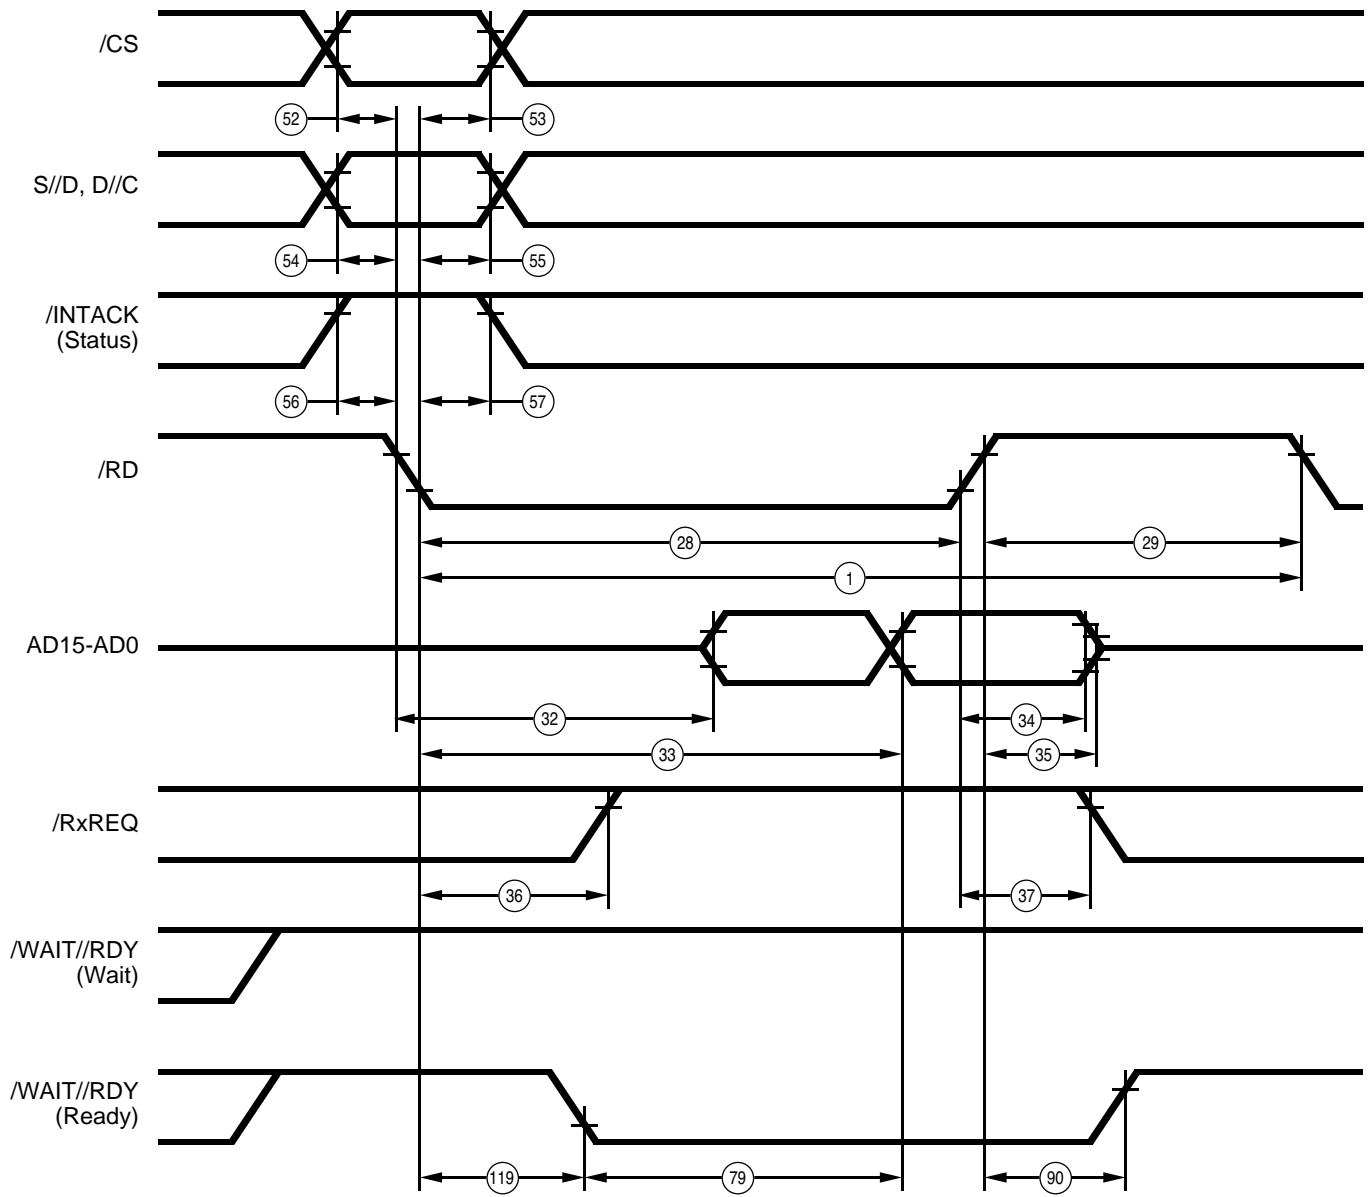 /CS
52
53
S//D, D//C
54
55
/INTACK
(Status)
56
57
/RD
28
29
1
AD15-AD0
32
34
33
35
/RxREQ
36
37
/WAIT//RDY
(Wait)
/WAIT//RDY
(Ready)
119
79
90